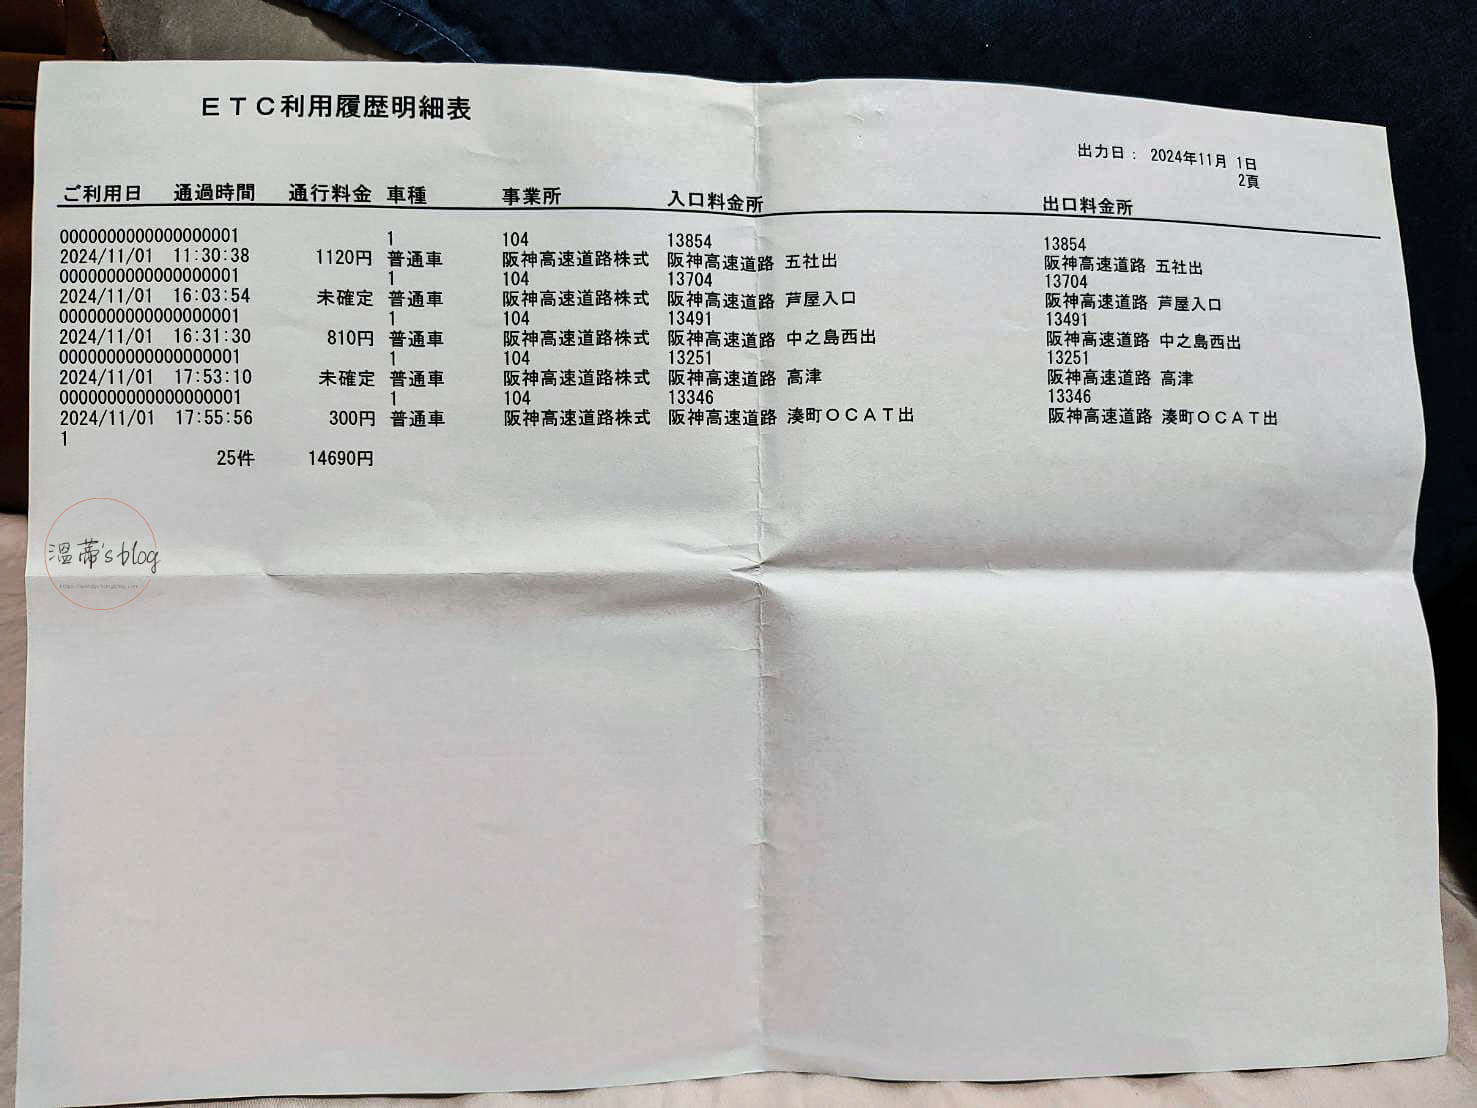 ＥＴＣ利用履歴明細表
出力日： 2024年11月 1日
2頁
ご利用日 通過時間 通行料金 車種 事業所 入口料金所 出口料金所
0000000000000000001 1 104 13854 13854
2024/11/01 11:30:38 1120円 普通車 阪神高速道路株式 阪神高速道路 五社出 阪神高速道路 五社出
0000000000000000001 1 104 13704 13704
2024/11/01 16:03:54 未確定 普通車 阪神高速道路株式 阪神高速道路 芦屋入口 阪神高速道路 芦屋入口
0000000000000000001 1 104 13491 13491
2024/11/01 16:31:30 810円 普通車 阪神高速道路株式 阪神高速道路 中之島西出 阪神高速道路 中之島西出
0000000000000000001 1 104 13251 13251
2024/11/01 17:53:10 未確定 普通車 阪神高速道路株式 阪神高速道路 高津 阪神高速道路 高津
0000000000000000001 1 104 13346 13346
2024/11/01 17:55:56 300円 普通車 阪神高速道路株式 阪神高速道路 湊町ＯＣＡＴ出 阪神高速道路 湊町ＯＣＡＴ出
1
25件 14690円
溫蒂's blog